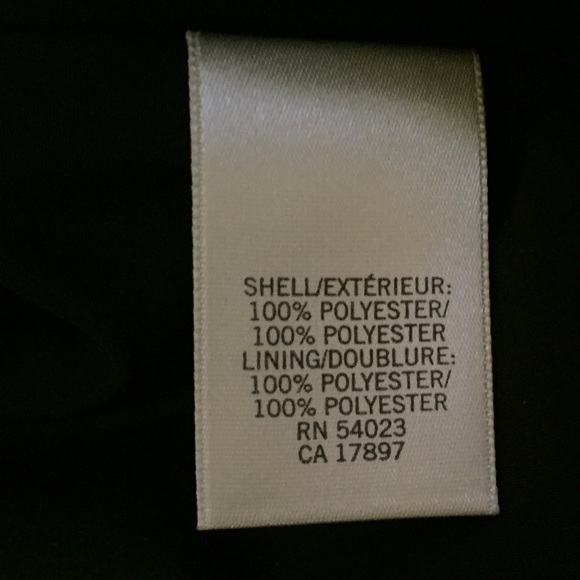 SHELL/EXTÉRIEUR:
100% POLYESTER/
100% POLYESTER
LINING/DOUBLURE:
100% POLYESTER/
100% POLYESTER
RN 54023
CA 17897